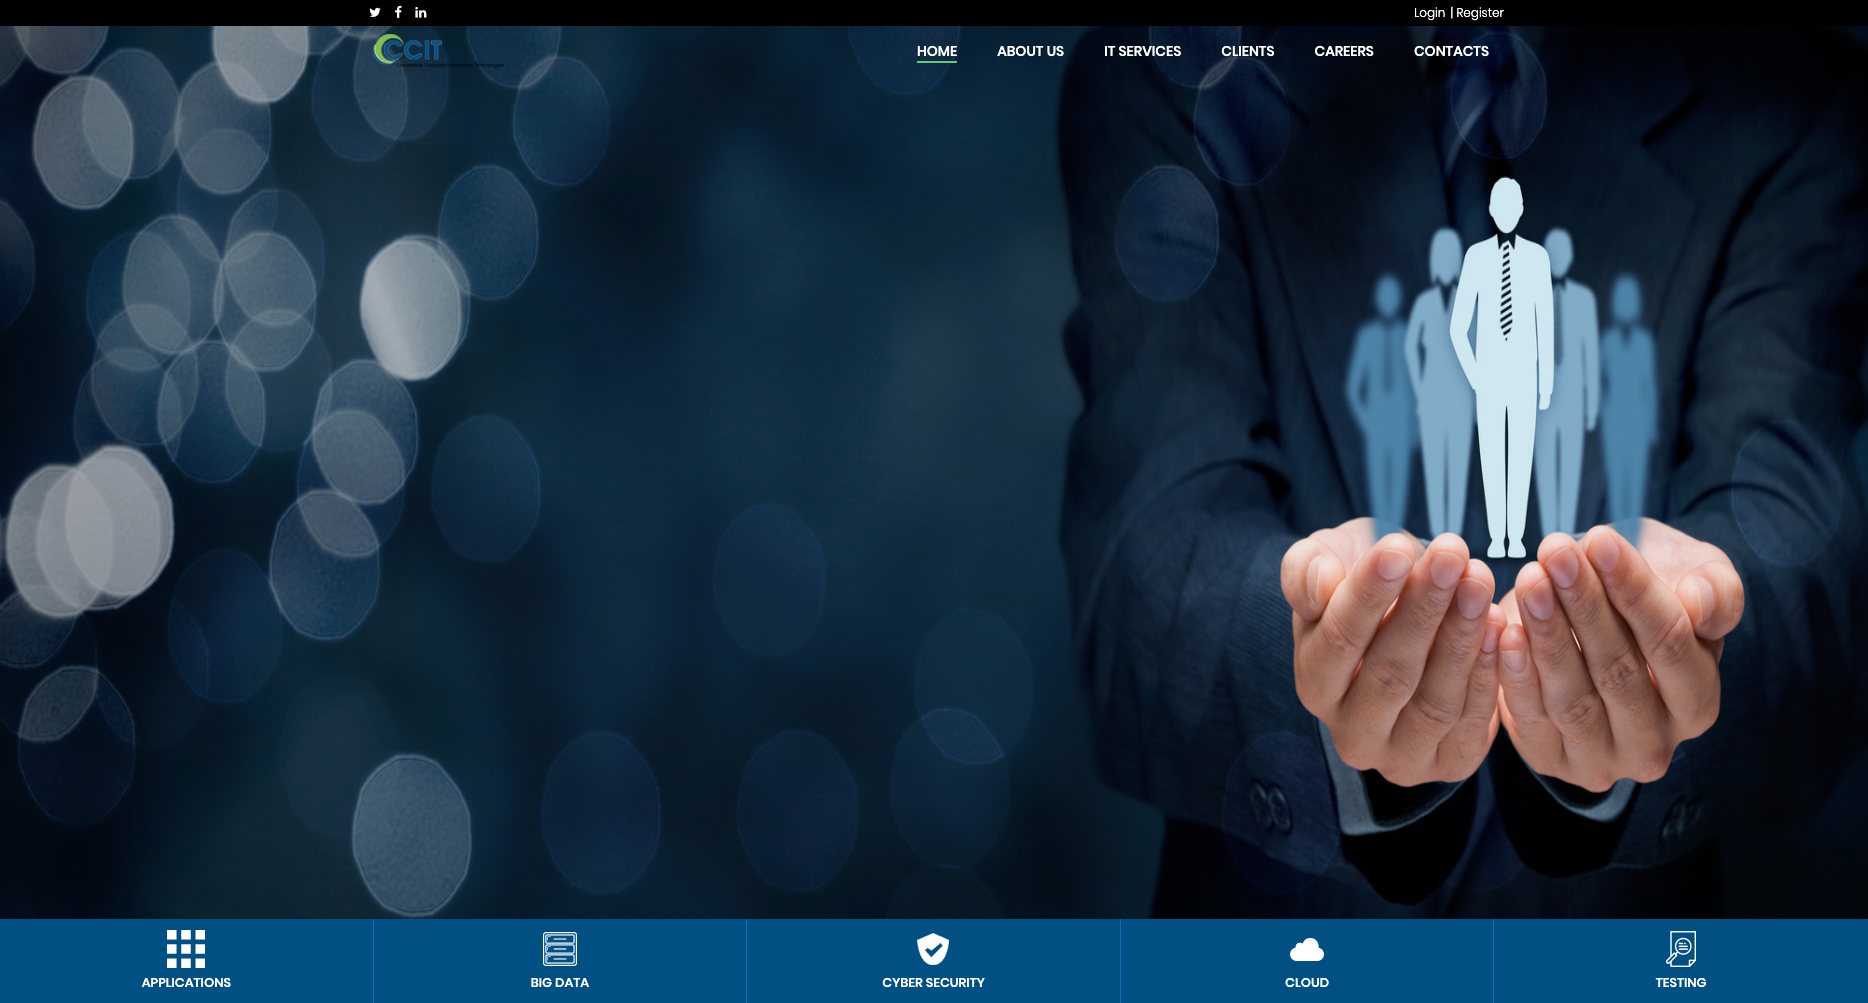 Login | Register
CCIT
HOME ABOUT US IT SERVICES CLIENTS CAREERS CONTACTS
APPLICATIONS BIG DATA CYBER SECURITY CLOUD TESTING